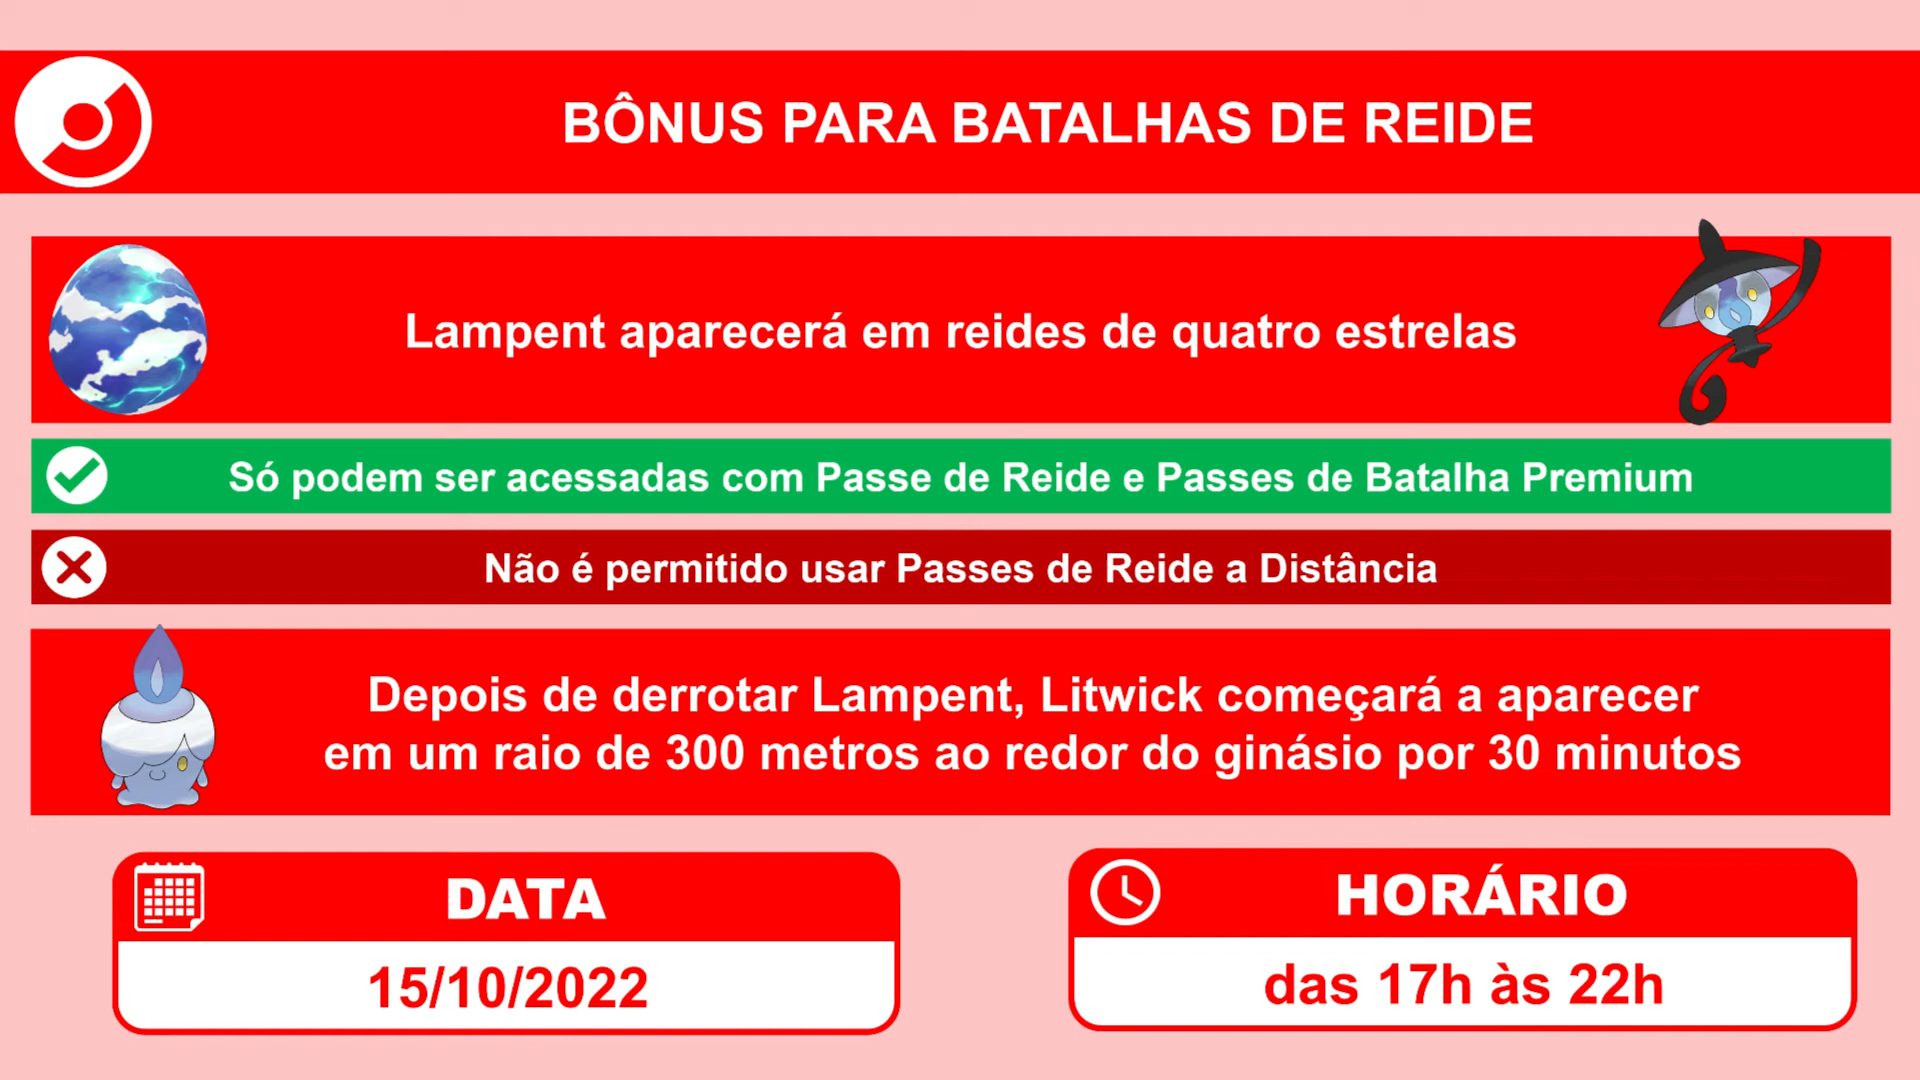 BÔNUS PARA BATALHAS DE REIDE
Lampent aparecerá em reides de quatro estrelas
Só podem ser acessadas com Passe de Reide e Passes de Batalha Premium
Não é permitido usar Passes de Reide a Distância
Depois de derrotar Lampent, Litwick começará a aparecer
em um raio de 300 metros ao redor do ginásio por 30 minutos
DATA
15/10/2022
HORÁRIO
das 17h às 22h